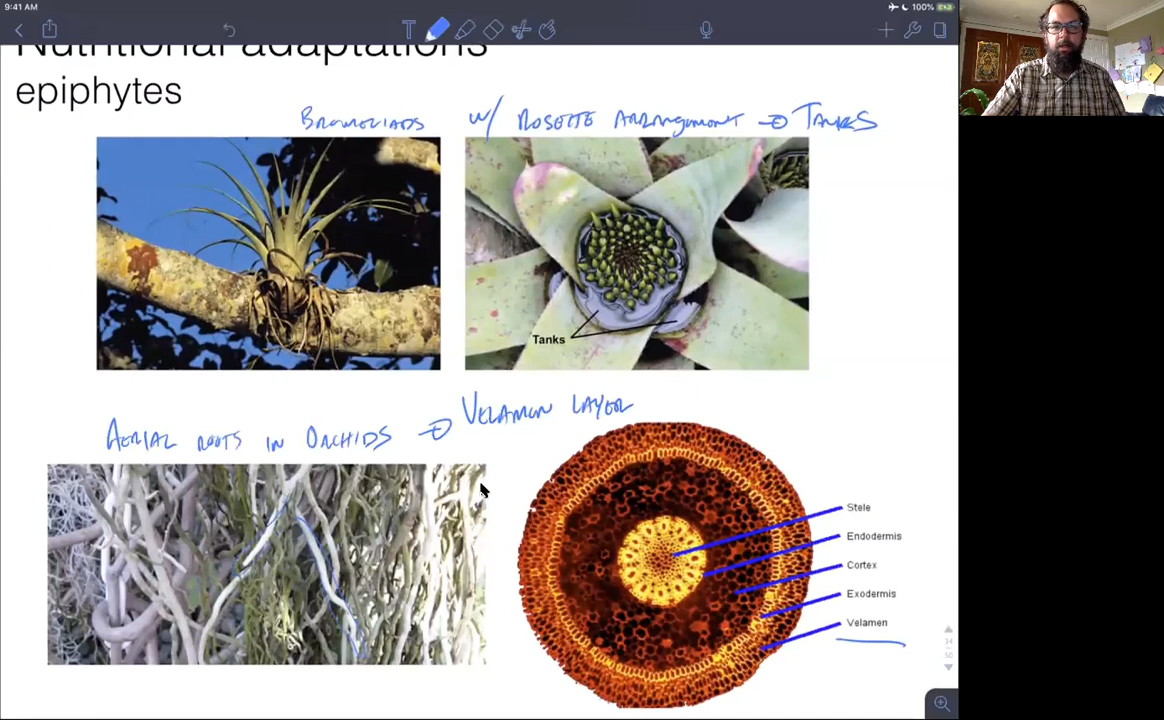 9:41 AM
100%
Nutritional adaptations
epiphytes
BROMELIADS w/ ROSETTE ARRANGEMENT → TANKS
Tanks
AERIAL ROOTS IN ORCHIDS → VELAMEN LAYER
Stele
Endodermis
Cortex
Exodermis
Velamen